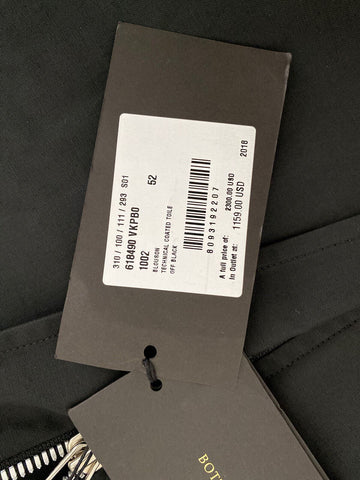 310 / 100 / 111 / 293 S01
618490 VKPB0
1002
52
BLOUSON
TECHNICAL COATED TOILE
OFF BLACK
8093192207
2018
A full price of: 2300.00 USD
In Outlet at: 1159.00 USD
BOT